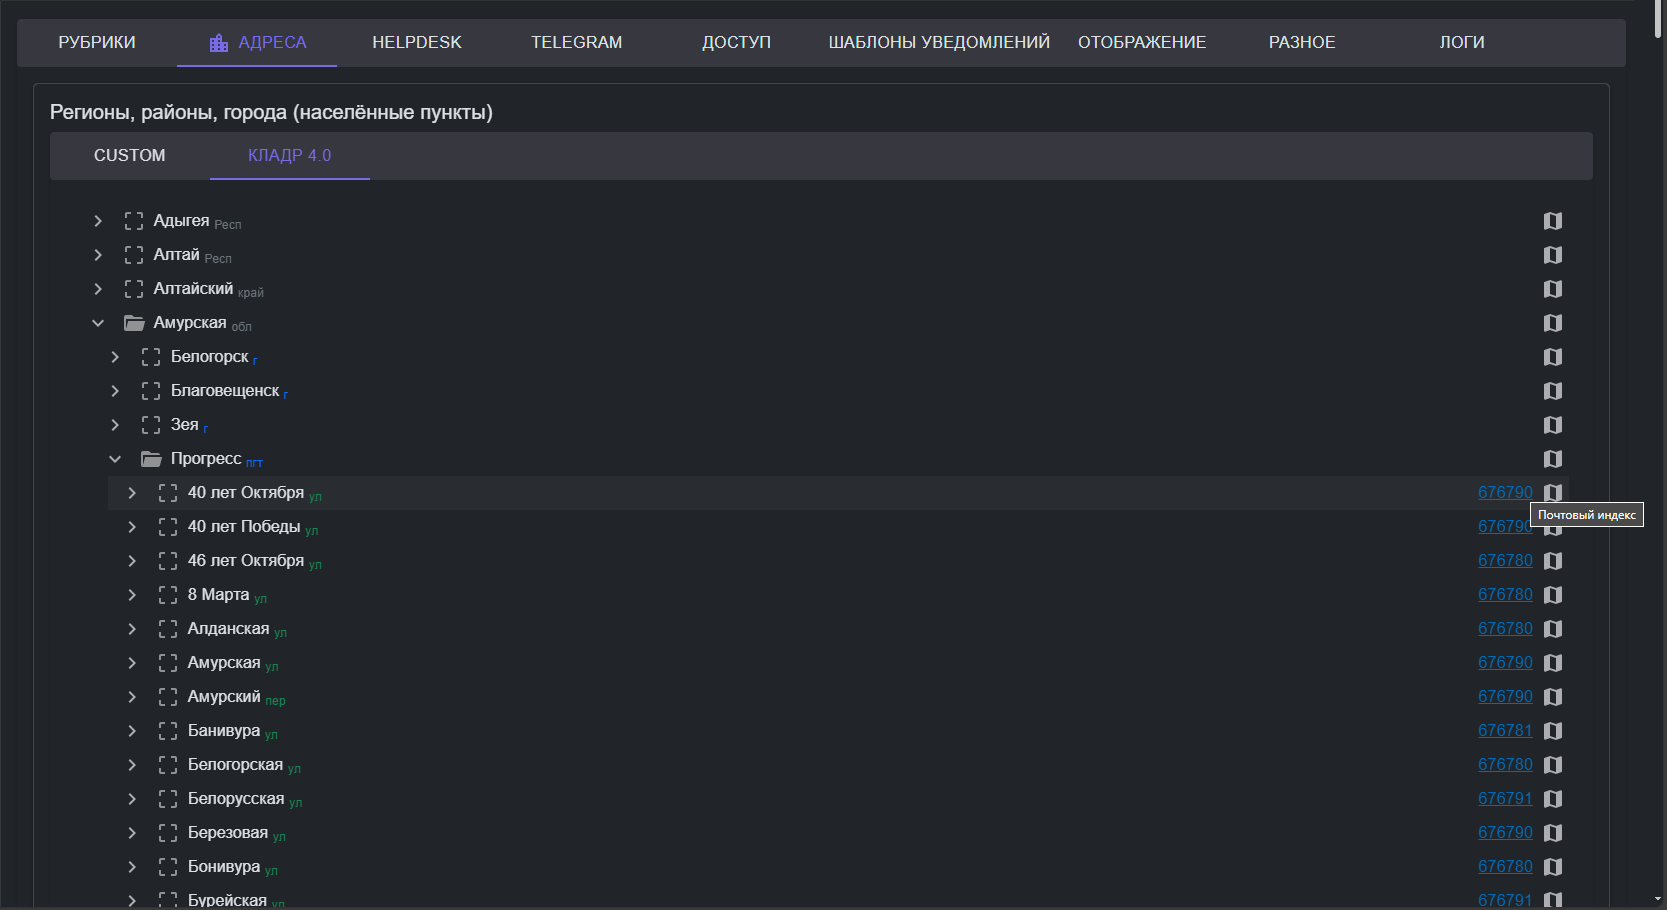 РУБРИКИ АДРЕСА HELPDESK TELEGRAM ДОСТУП ШАБЛОНЫ УВЕДОМЛЕНИЙ ОТОБРАЖЕНИЕ РАЗНОЕ ЛОГИ
Регионы, районы, города (населённые пункты)
CUSTOM КЛАДР 4.0
Адыгея Респ
Алтай Респ
Алтайский край
Амурская обл
Белогорск г
Благовещенск г
Зея г
Прогресс пгт
40 лет Октября ул 676790
Почтовый индекс
40 лет Победы ул 676790
46 лет Октября ул 676780
8 Марта ул 676780
Алданская ул 676780
Амурская ул 676790
Амурский пер 676790
Банивура ул 676781
Белогорская ул 676780
Белорусская ул 676791
Березовая ул 676790
Бонивура ул 676780
Бурейская ул 676791